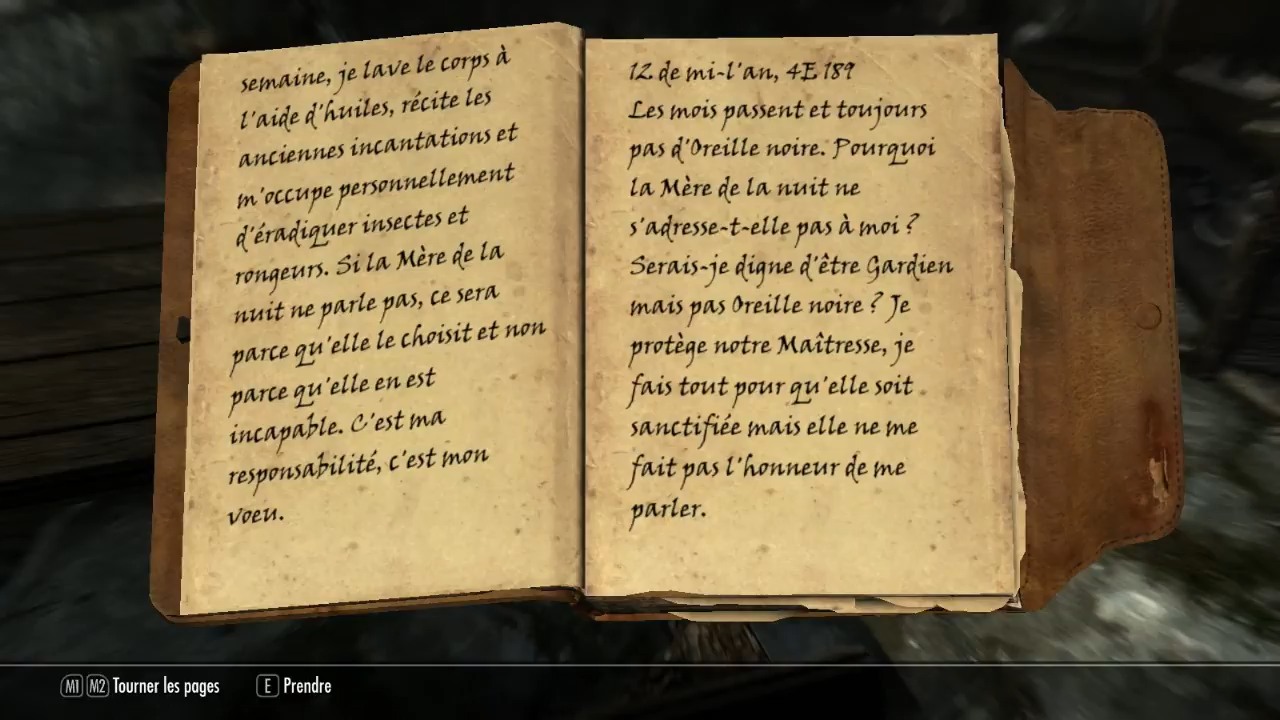 semaine, je lave le corps à
l'aide d'huiles, récite les
anciennes incantations et
m'occupe personnellement
d'éradiquer insectes et
rongeurs. Si la Mère de la
nuit ne parle pas, ce sera
parce qu'elle le choisit et non
parce qu'elle en est
incapable. C'est ma
responsabilité, c'est mon
voeu.
12 de mi-l'an, 4E 189
Les mois passent et toujours
pas d'Oreille noire. Pourquoi
la Mère de la nuit ne
s'adresse-t-elle pas à moi ?
Serais-je digne d'être Gardien
mais pas Oreille noire ? Je
protège notre Maîtresse, je
fais tout pour qu'elle soit
sanctifiée mais elle ne me
fait pas l'honneur de me
parler.
M1 M2 Tourner les pages E Prendre